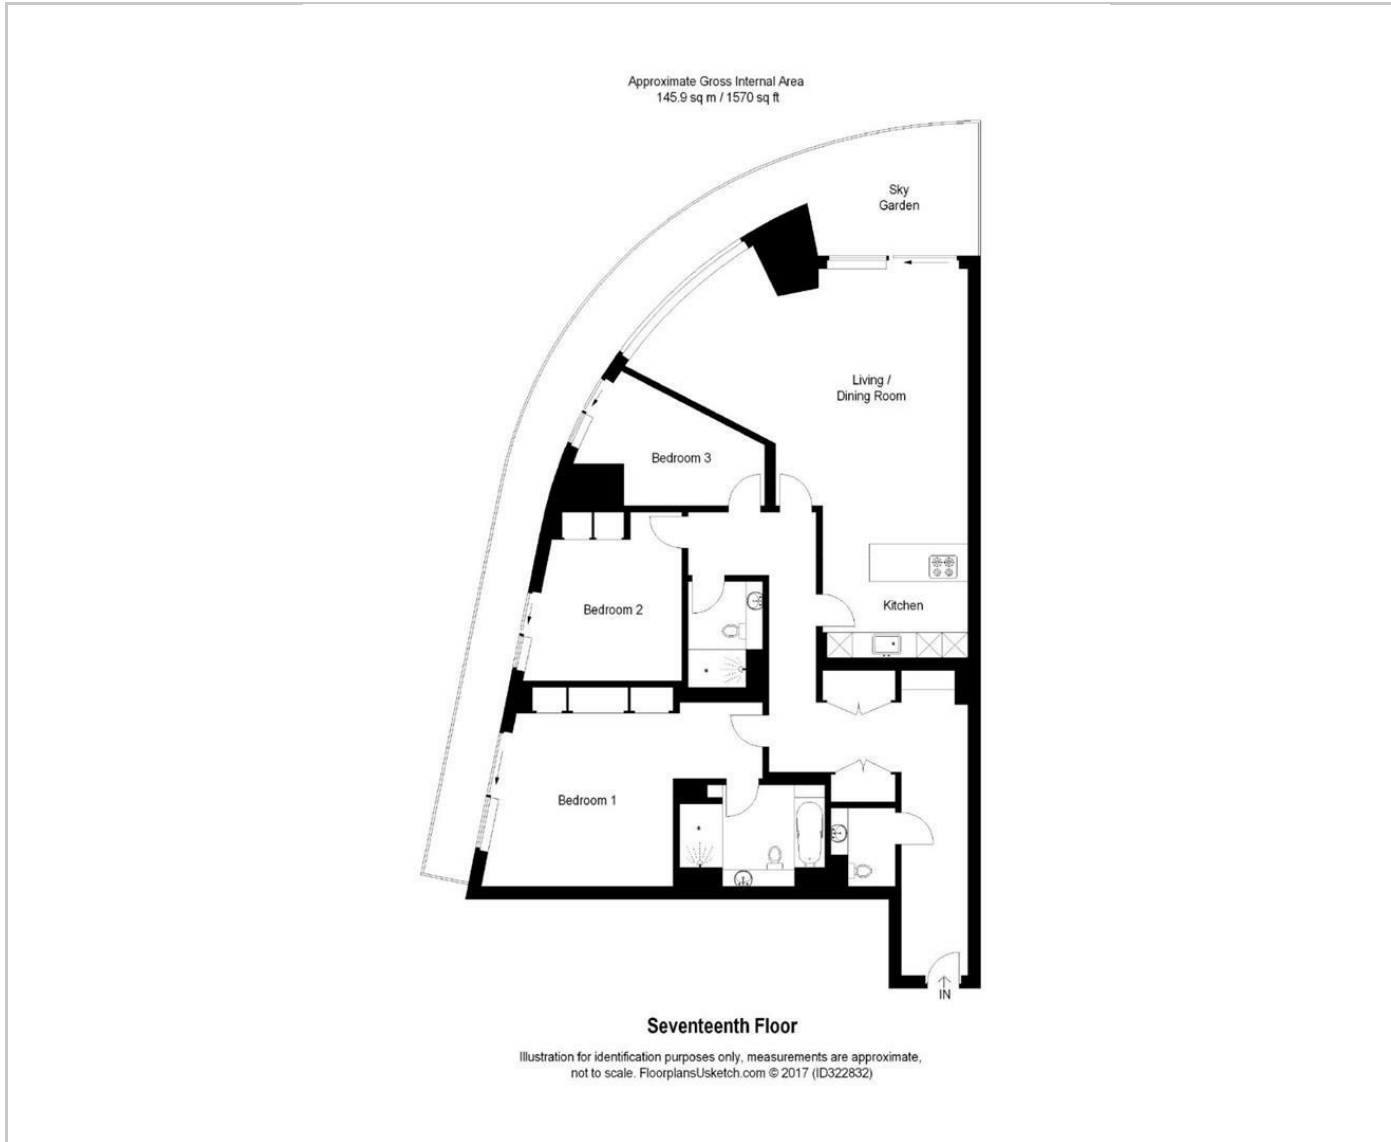 Approximate Gross Internal Area
145.9 sq m / 1570 sq ft
Sky
Garden
Living /
Dining Room
Bedroom 3
Kitchen
Bedroom 2
Bedroom 1
IN
Seventeenth Floor
Illustration for identification purposes only, measurements are approximate,
not to scale. FloorplansUsketch.com © 2017 (ID322832)